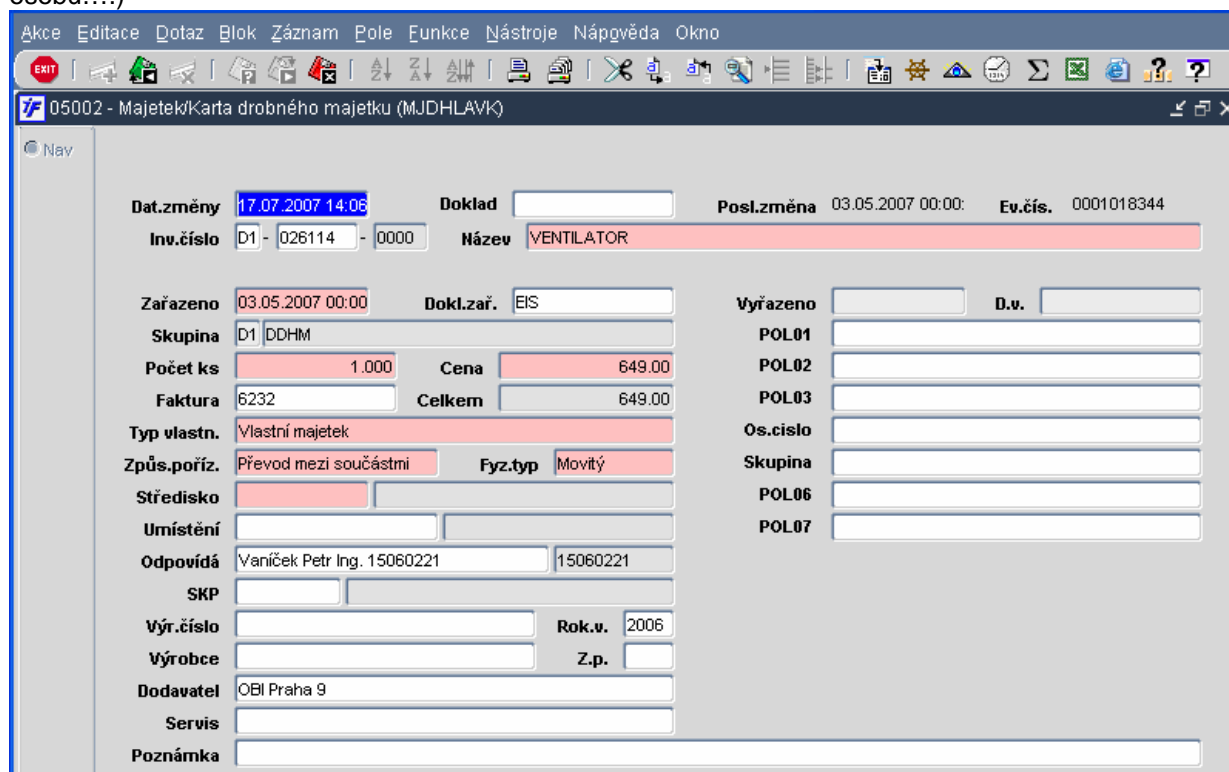 osobu….)
Akce Editace Dotaz Blok Záznam Pole Funkce Nástroje Nápověda Okno
EXIT
05002 - Majetek/Karta drobného majetku (MJDHLAVK)
Nav
Dat.změny 17.07.2007 14:06 Doklad Posl.změna 03.05.2007 00:00: Ev.čís. 0001018344
Inv.číslo D1 - 026114 - 0000 Název VENTILATOR
Zařazeno 03.05.2007 00:00 Dokl.zař. EIS Vyřazeno D.v.
Skupina D1 DDHM POL01
Počet ks 1.000 Cena 649.00 POL02
Faktura 6232 Celkem 649.00 POL03
Typ vlastn. Vlastní majetek Os.cislo
Způs.poříz. Převod mezi součástmi Fyz.typ Movitý Skupina
Středisko POL06
Umístění POL07
Odpovídá Vaníček Petr Ing. 15060221 15060221
SKP
Výr.číslo Rok.v. 2006
Výrobce Z.p.
Dodavatel OBI Praha 9
Servis
Poznámka